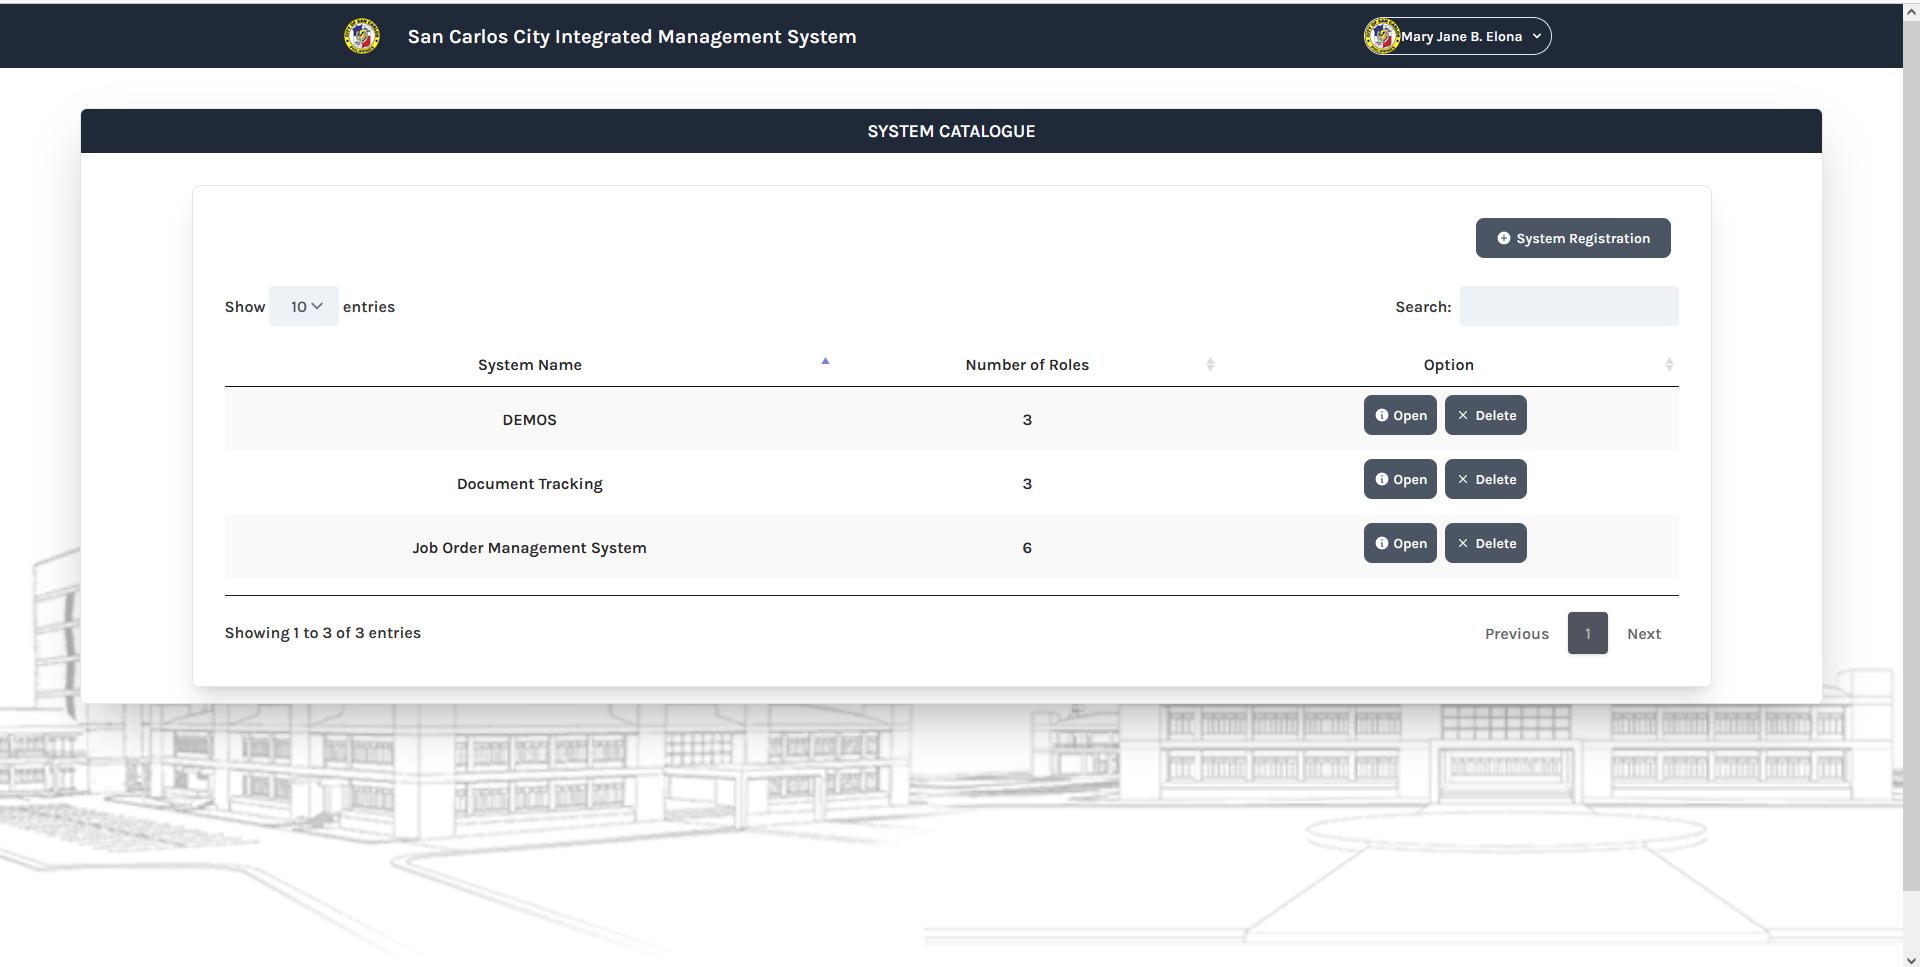 San Carlos City Integrated Management System
Mary Jane B. Elona
SYSTEM CATALOGUE
System Registration
Show 10 entries
Search:
System Name Number of Roles Option
DEMOS 3 Open Delete
Document Tracking 3 Open Delete
Job Order Management System 6 Open Delete
Showing 1 to 3 of 3 entries
Previous 1 Next